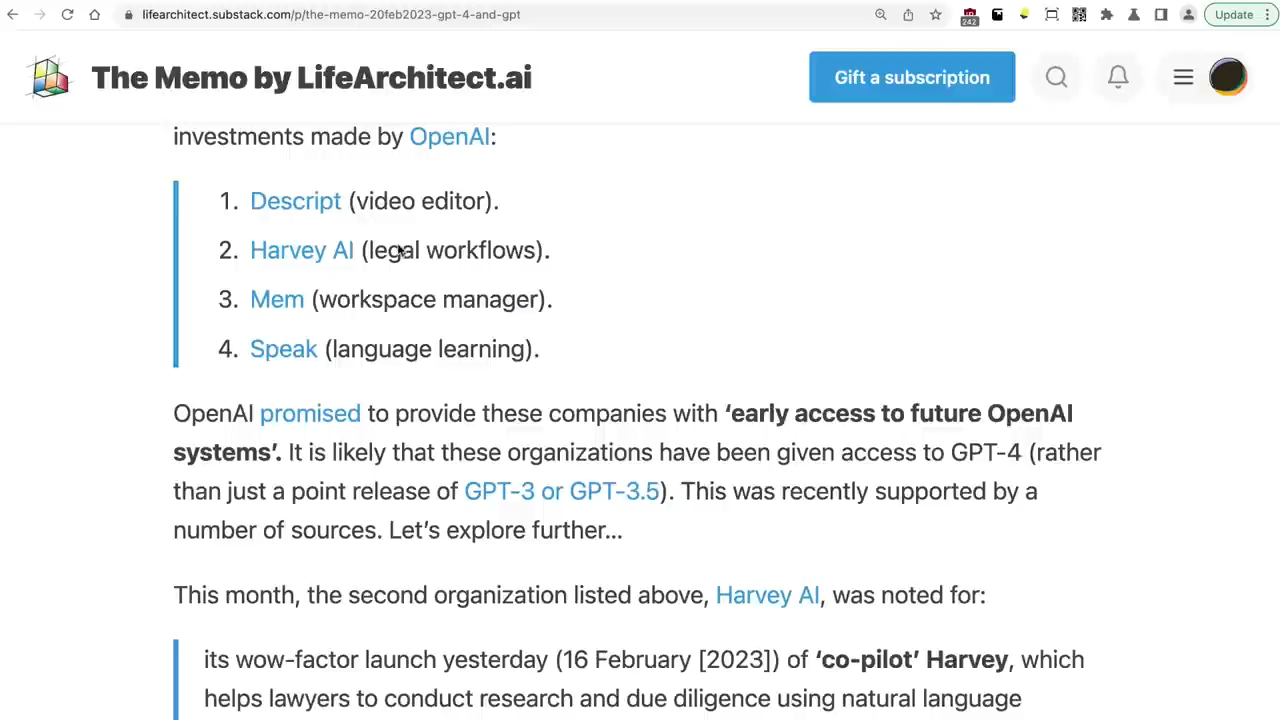 lifearchitect.substack.com/p/the-memo-20feb2023-gpt-4-and-gpt
242
Update
The Memo by LifeArchitect.ai
Gift a subscription
investments made by OpenAI:
1. Descript (video editor).
2. Harvey AI (legal workflows).
3. Mem (workspace manager).
4. Speak (language learning).
OpenAI promised to provide these companies with ‘early access to future OpenAI
systems’. It is likely that these organizations have been given access to GPT-4 (rather
than just a point release of GPT-3 or GPT-3.5). This was recently supported by a
number of sources. Let’s explore further...
This month, the second organization listed above, Harvey AI, was noted for:
its wow-factor launch yesterday (16 February [2023]) of ‘co-pilot’ Harvey, which
helps lawyers to conduct research and due diligence using natural language